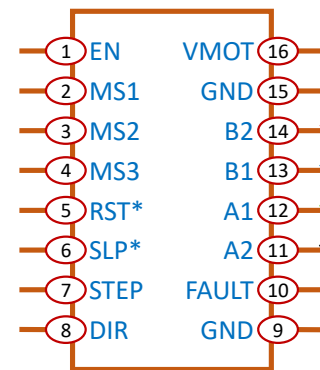 1 EN VMOT 16
2 MS1 GND 15
3 MS2 B2 14
4 MS3 B1 13
5 RST* A1 12
6 SLP* A2 11
7 STEP FAULT 10
8 DIR GND 9